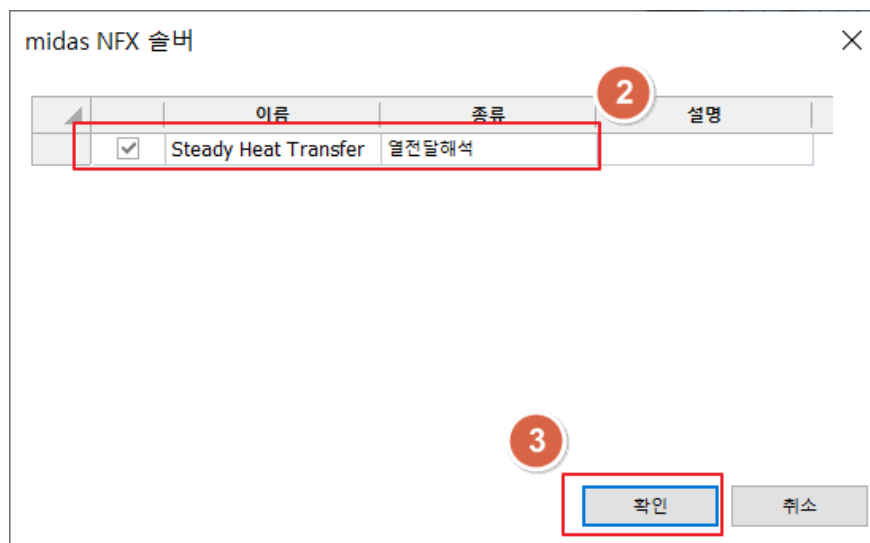 midas NFX 솔버
이름 종류 설명
2
Steady Heat Transfer 열전달해석
3
확인 취소